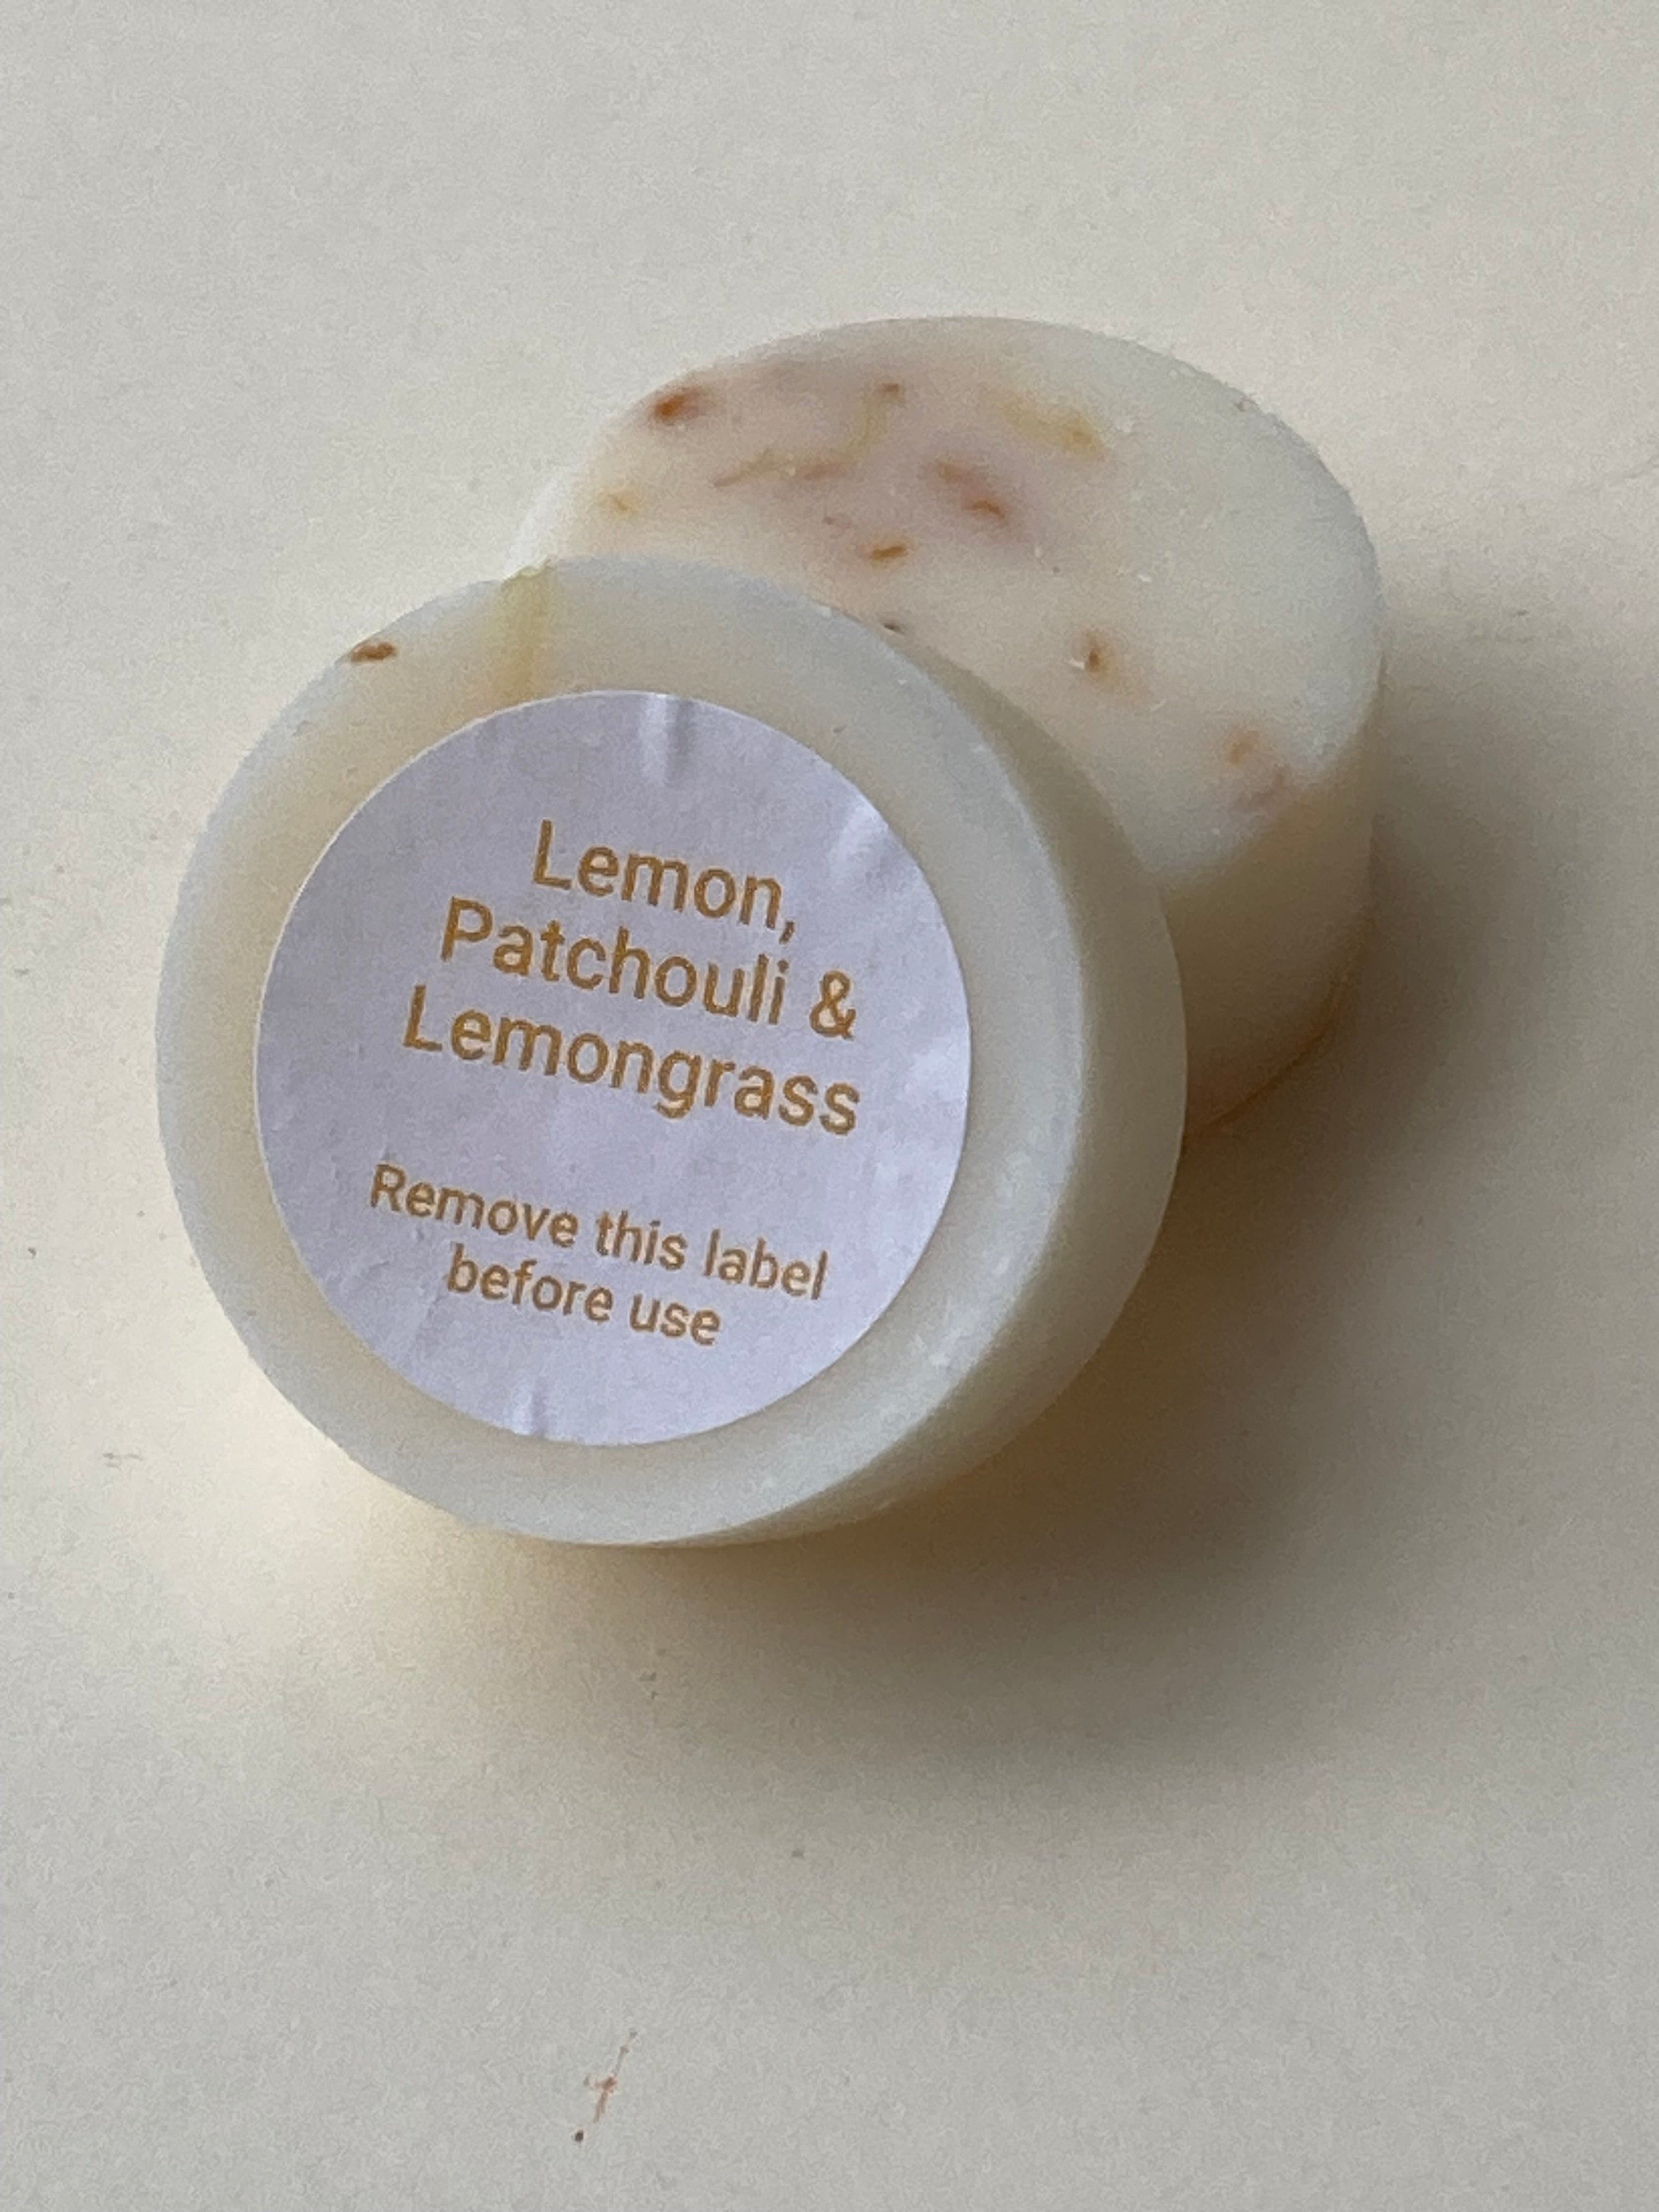 Lemon,
Patchouli &
Lemongrass
Remove this label
before use